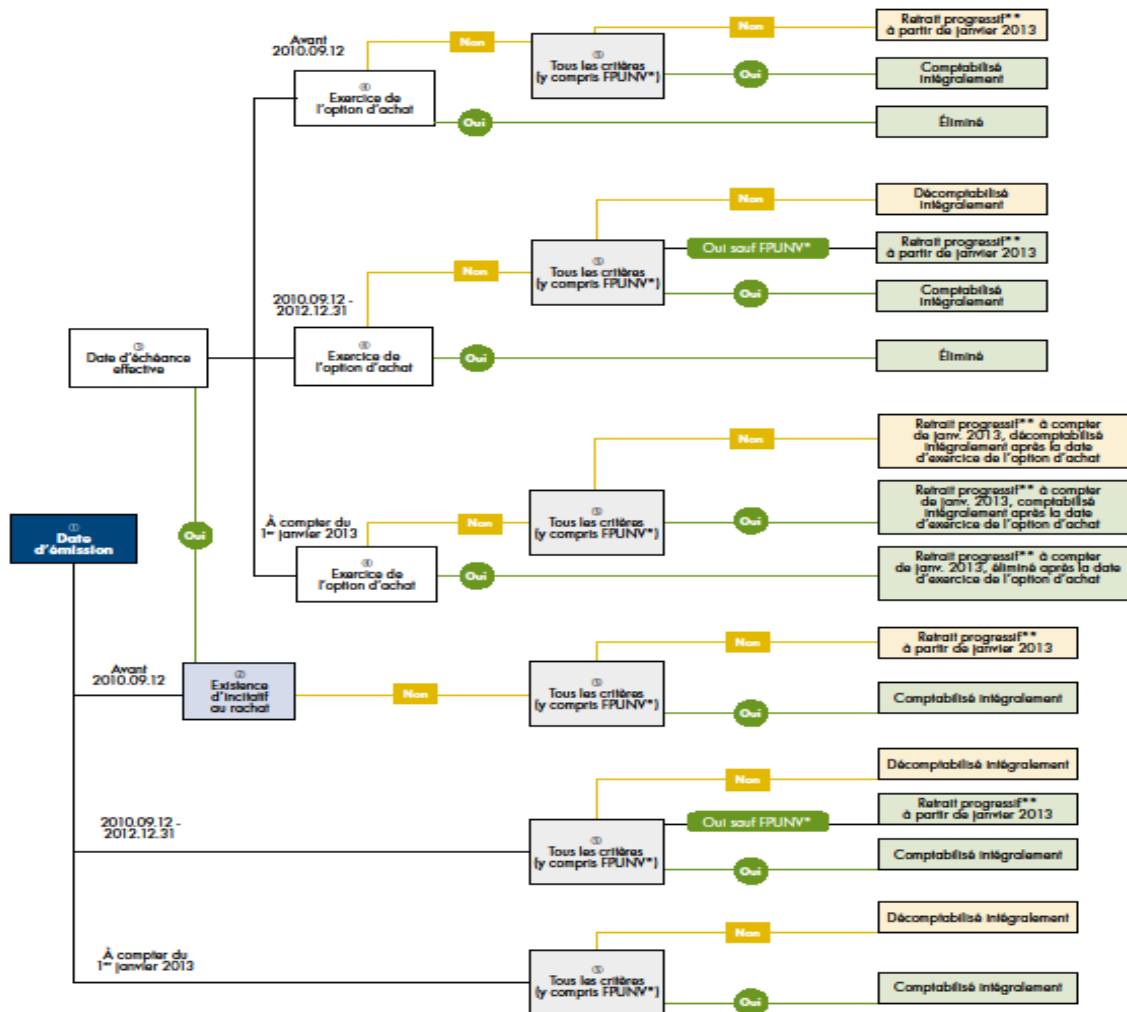 Avant
2010.09.12
Non
Non
Retrait progressif**
à partir de janvier 2013
⑤
Tous les critères
(y compris FPUNV*)
Oui
Comptabilisé
intégralement
④
Exercice de
l'option d'achat
Oui
Éliminé
Non
Décomptabilisé
intégralement
⑤
Tous les critères
(y compris FPUNV*)
Oui sauf FPUNV*
Retrait progressif**
à partir de janvier 2013
Non
Oui
Comptabilisé
intégralement
2010.09.12 -
2012.12.31
③
Date d'échéance
effective
④
Exercice de
l'option d'achat
Oui
Éliminé
Non
Retrait progressif** à compter
de janv. 2013, décomptabilisé
intégralement après la date
d'exercice de l'option d'achat
À compter du
1er janvier 2013
Non
⑤
Tous les critères
(y compris FPUNV*)
Oui
Retrait progressif** à compter
de janv. 2013, comptabilisé
intégralement après la date
d'exercice de l'option d'achat
①
Date
d'émission
Oui
④
Exercice de
l'option d'achat
Oui
Retrait progressif** à compter
de janv. 2013, éliminé après la date
d'exercice de l'option d'achat
Non
Retrait progressif**
à partir de janvier 2013
Avant
2010.09.12
②
Existence
d'incitatif
au rachat
Non
⑤
Tous les critères
(y compris FPUNV*)
Oui
Comptabilisé intégralement
Non
Décomptabilisé intégralement
2010.09.12 -
2012.12.31
⑤
Tous les critères
(y compris FPUNV*)
Oui sauf FPUNV*
Retrait progressif**
à partir de janvier 2013
Oui
Comptabilisé intégralement
Non
Décomptabilisé intégralement
À compter du
1er janvier 2013
⑤
Tous les critères
(y compris FPUNV*)
Oui
Comptabilisé intégralement